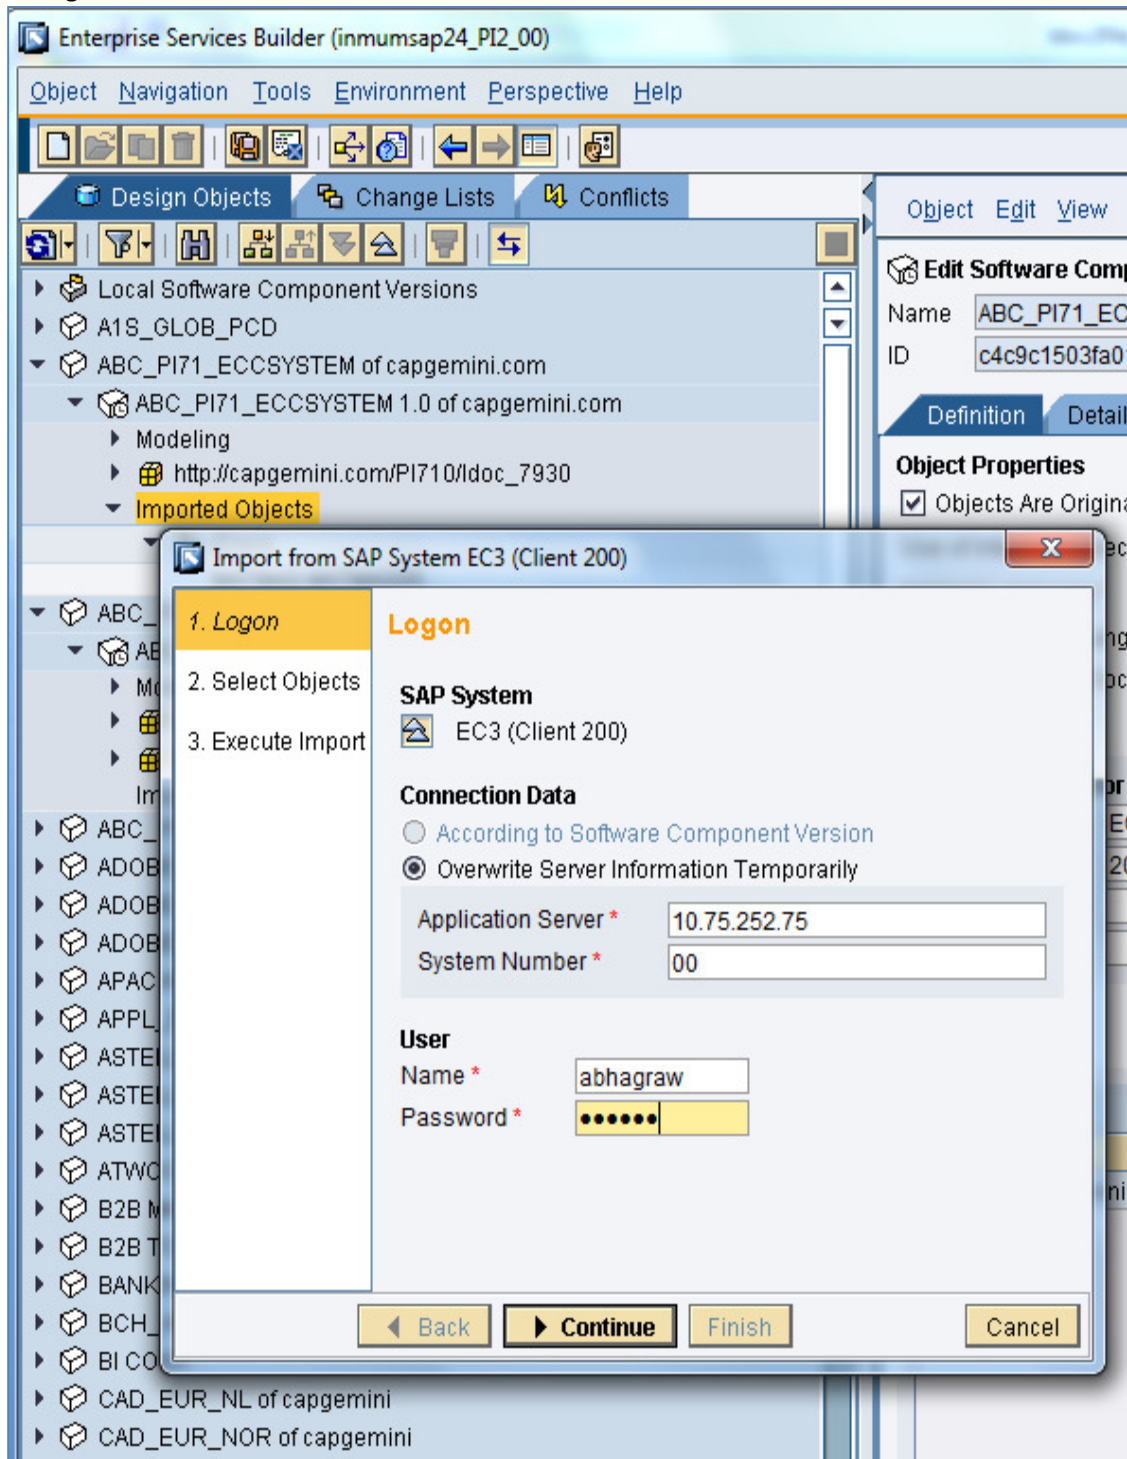 Enterprise Services Builder (inmumsap24_PI2_00)
Object Navigation Tools Environment Perspective Help
Design Objects Change Lists Conflicts
Object Edit View
Local Software Component Versions
A1S_GLOB_PCD
ABC_PI71_ECCSYSTEM of capgemini.com
ABC_PI71_ECCSYSTEM 1.0 of capgemini.com
Modeling
http://capgemini.com/PI710/Idoc_7930
Imported Objects
Edit Software Comp
Name ABC_PI71_EC
ID c4c9c1503fa0
Definition Detail
Object Properties
Objects Are Origina
Import from SAP System EC3 (Client 200)
1. Logon
2. Select Objects
3. Execute Import
Logon
SAP System
EC3 (Client 200)
Connection Data
According to Software Component Version
Overwrite Server Information Temporarily
Application Server * 10.75.252.75
System Number * 00
User
Name * abhagraw
Password * ••••••
Back Continue Finish Cancel
ABC_
AB
Mo
Im
ABC_
ADOB
ADOB
ADOB
APAC
APPL_
ASTE
ASTE
ASTE
ATWO
B2B M
B2B T
BANK
BCH_
BI CO
CAD_EUR_NL of capgemini
CAD_EUR_NOR of capgemini